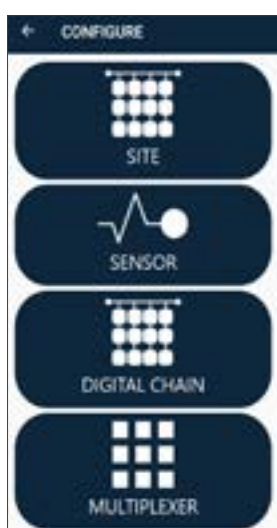 CONFIGURE
SITE
SENSOR
DIGITAL CHAIN
MULTIPLEXER